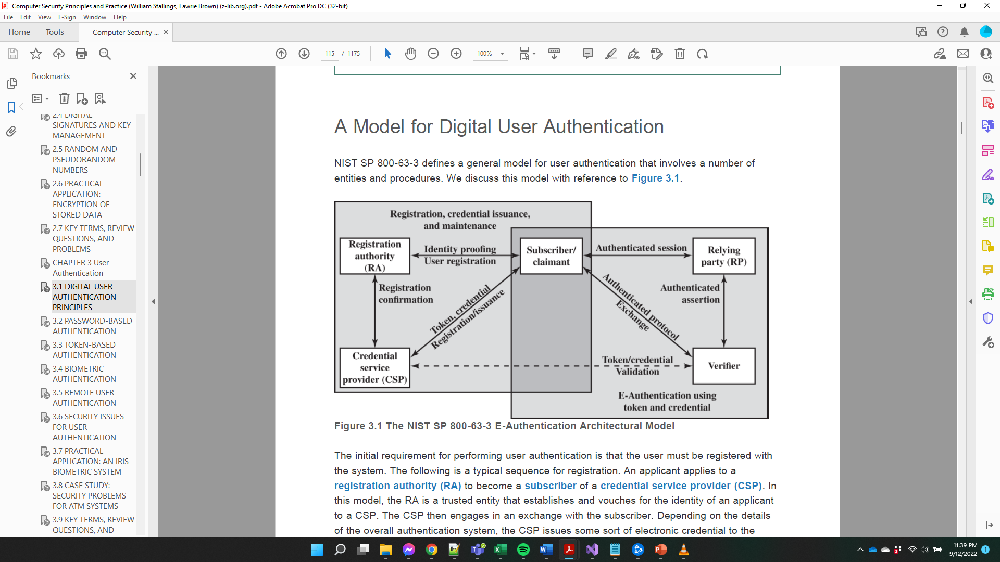 Computer Security Principles and Practice (William Stallings, Lawrie Brown) (z-lib.org).pdf - Adobe Acrobat Pro DC (32-bit)
File Edit View E-Sign Window Help
Home Tools Computer Security ... ×
115 / 1175 100%
Bookmarks
2.4 DIGITAL
SIGNATURES AND KEY
MANAGEMENT
2.5 RANDOM AND
PSEUDORANDOM
NUMBERS
2.6 PRACTICAL
APPLICATION:
ENCRYPTION OF
STORED DATA
2.7 KEY TERMS, REVIEW
QUESTIONS, AND
PROBLEMS
CHAPTER 3 User
Authentication
3.1 DIGITAL USER
AUTHENTICATION
PRINCIPLES
3.2 PASSWORD-BASED
AUTHENTICATION
3.3 TOKEN-BASED
AUTHENTICATION
3.4 BIOMETRIC
AUTHENTICATION
3.5 REMOTE USER
AUTHENTICATION
3.6 SECURITY ISSUES
FOR USER
AUTHENTICATION
3.7 PRACTICAL
APPLICATION: AN IRIS
BIOMETRIC SYSTEM
3.8 CASE STUDY:
SECURITY PROBLEMS
FOR ATM SYSTEMS
3.9 KEY TERMS, REVIEW
QUESTIONS, AND
A Model for Digital User Authentication
NIST SP 800-63-3 defines a general model for user authentication that involves a number of
entities and procedures. We discuss this model with reference to Figure 3.1.
Registration, credential issuance,
and maintenance
Registration
authority
(RA)
Identity proofing
User registration
Subscriber/
claimant
Authenticated session
Relying
party (RP)
Registration
confirmation
Token, credential
Registration/issuance
Authenticated protocol
Exchange
Authenticated
assertion
Credential
service
provider (CSP)
Token/credential
Validation
Verifier
E-Authentication using
token and credential
Figure 3.1 The NIST SP 800-63-3 E-Authentication Architectural Model
The initial requirement for performing user authentication is that the user must be registered with
the system. The following is a typical sequence for registration. An applicant applies to a
registration authority (RA) to become a subscriber of a credential service provider (CSP). In
this model, the RA is a trusted entity that establishes and vouches for the identity of an applicant
to a CSP. The CSP then engages in an exchange with the subscriber. Depending on the details
of the overall authentication system, the CSP issues some sort of electronic credential to the
11:39 PM
9/12/2022
1